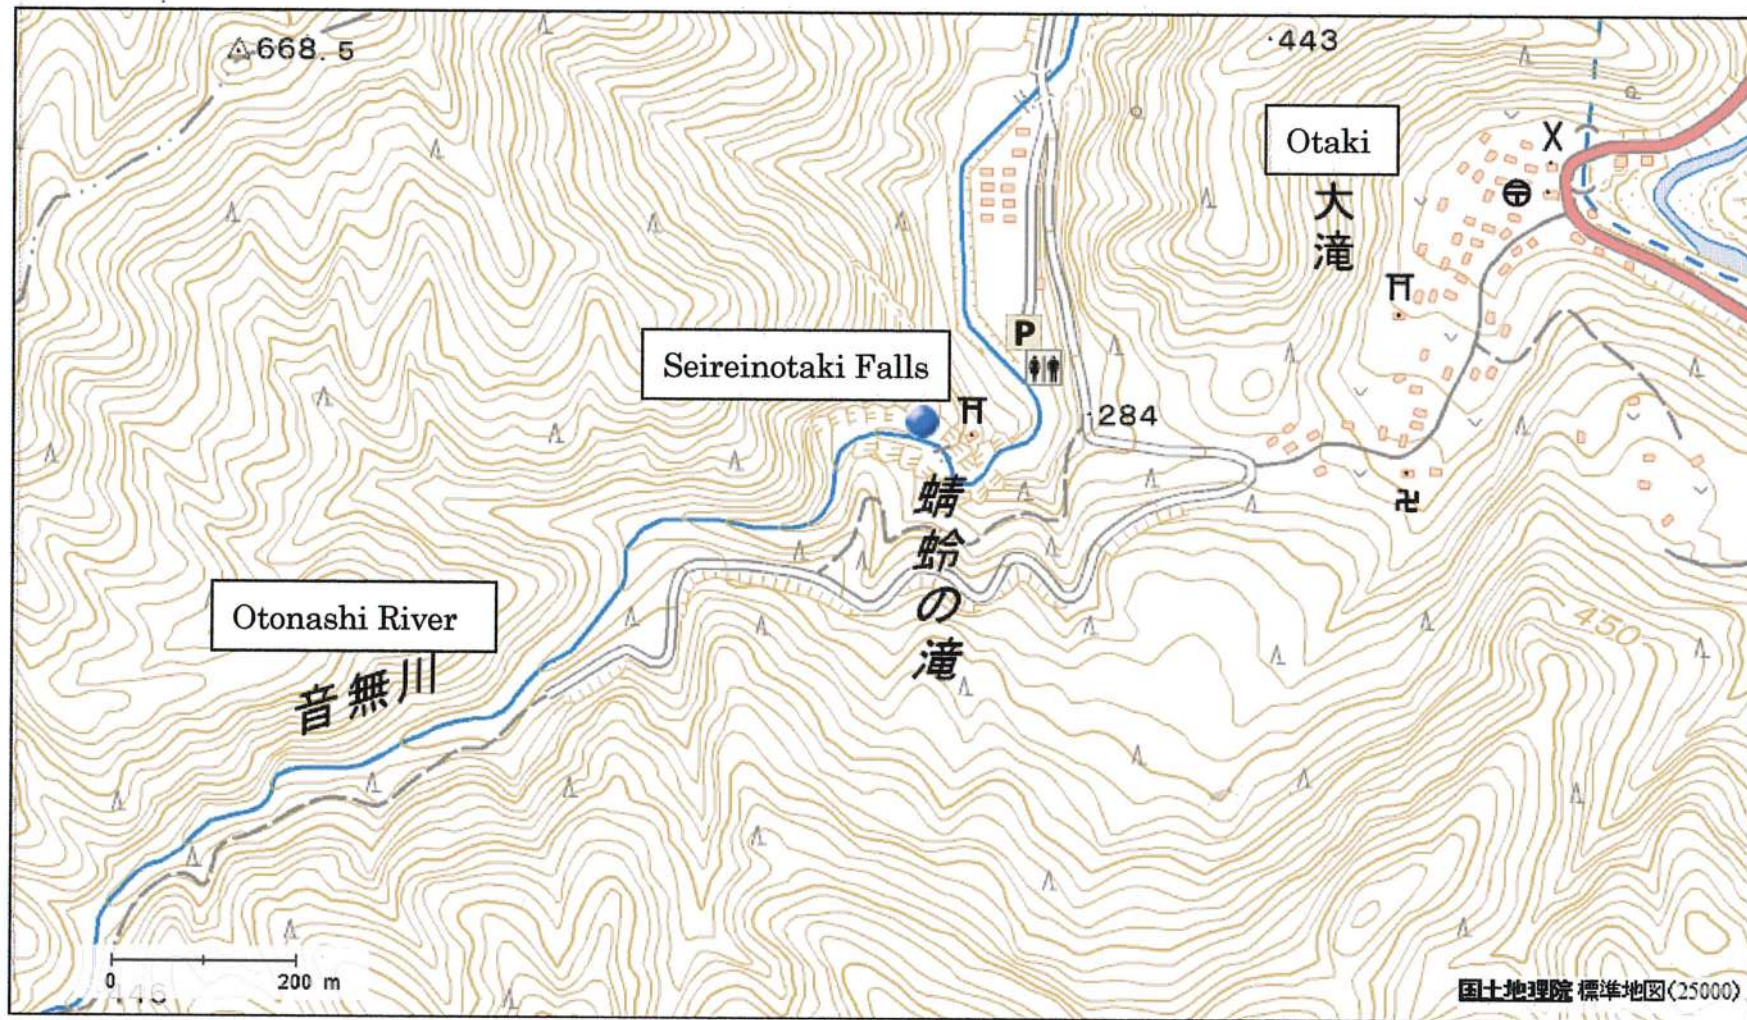 668.5
443
Otaki
大滝
P
Seireinotaki Falls
284
蜻蛉の滝
Otonashi River
音無川
450
0 200 m
446
国土地理院 標準地図(25000)